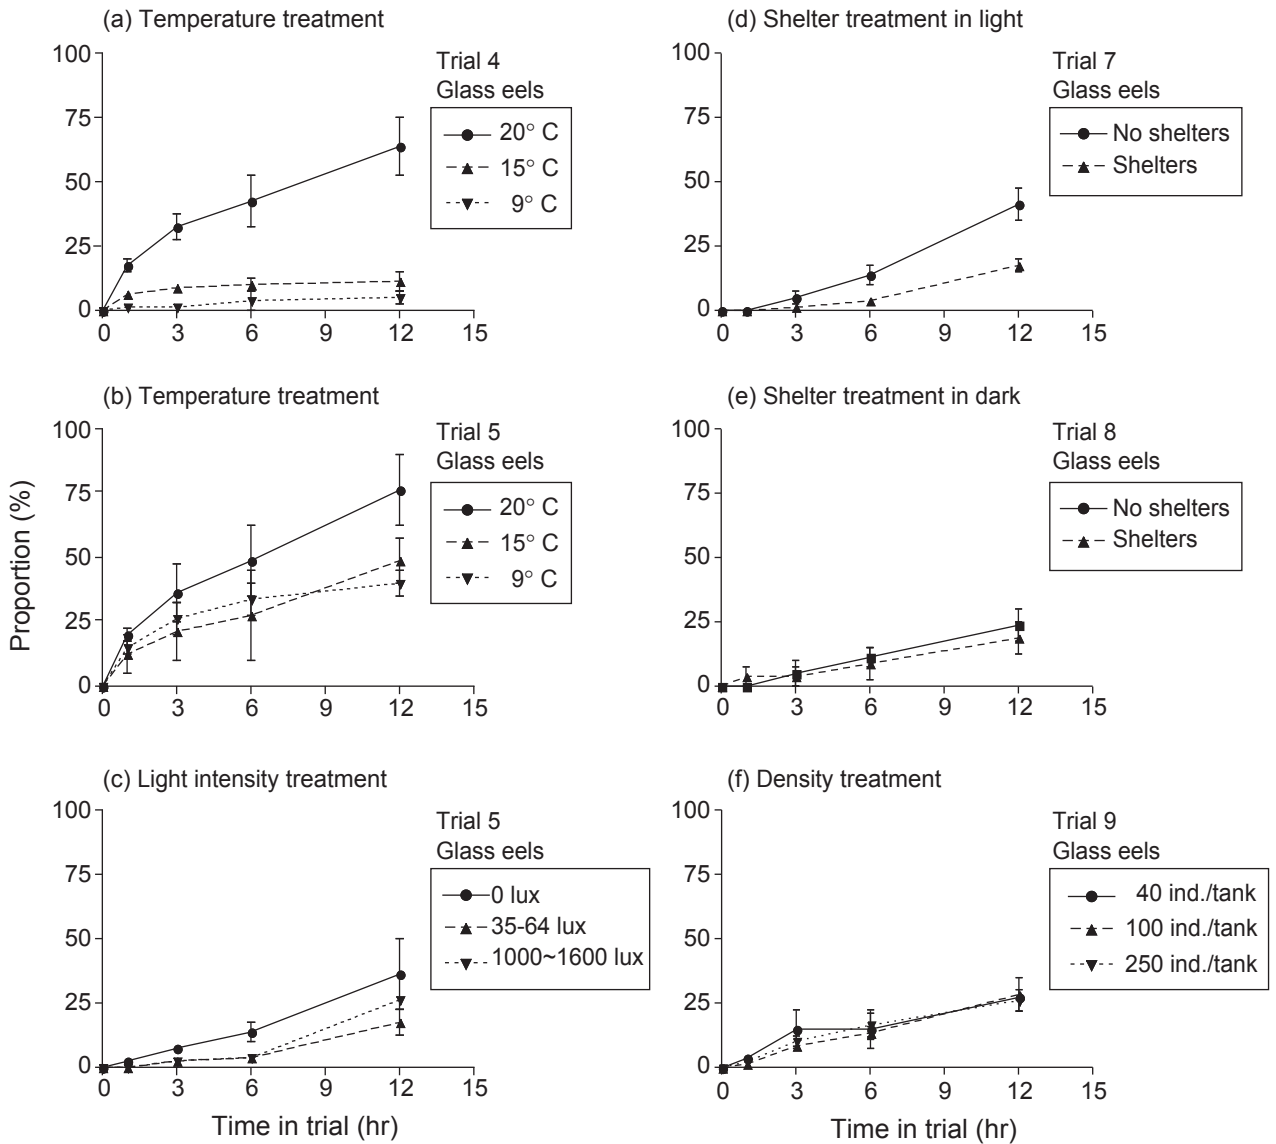 (a) Temperature treatment
100
75
50
25
0
0 3 6 9 12 15
Trial 4
Glass eels
20° C
15° C
9° C
(b) Temperature treatment
100
75
50
25
0
0 3 6 9 12 15
Trial 5
Glass eels
20° C
15° C
9° C
Proportion (%)
(c) Light intensity treatment
100
75
50
25
0
0 3 6 9 12 15
Time in trial (hr)
Trial 5
Glass eels
0 lux
35-64 lux
1000~1600 lux
(d) Shelter treatment in light
100
75
50
25
0
0 3 6 9 12 15
Trial 7
Glass eels
No shelters
Shelters
(e) Shelter treatment in dark
100
75
50
25
0
0 3 6 9 12 15
Trial 8
Glass eels
No shelters
Shelters
(f) Density treatment
100
75
50
25
0
0 3 6 9 12 15
Time in trial (hr)
Trial 9
Glass eels
40 ind./tank
100 ind./tank
250 ind./tank